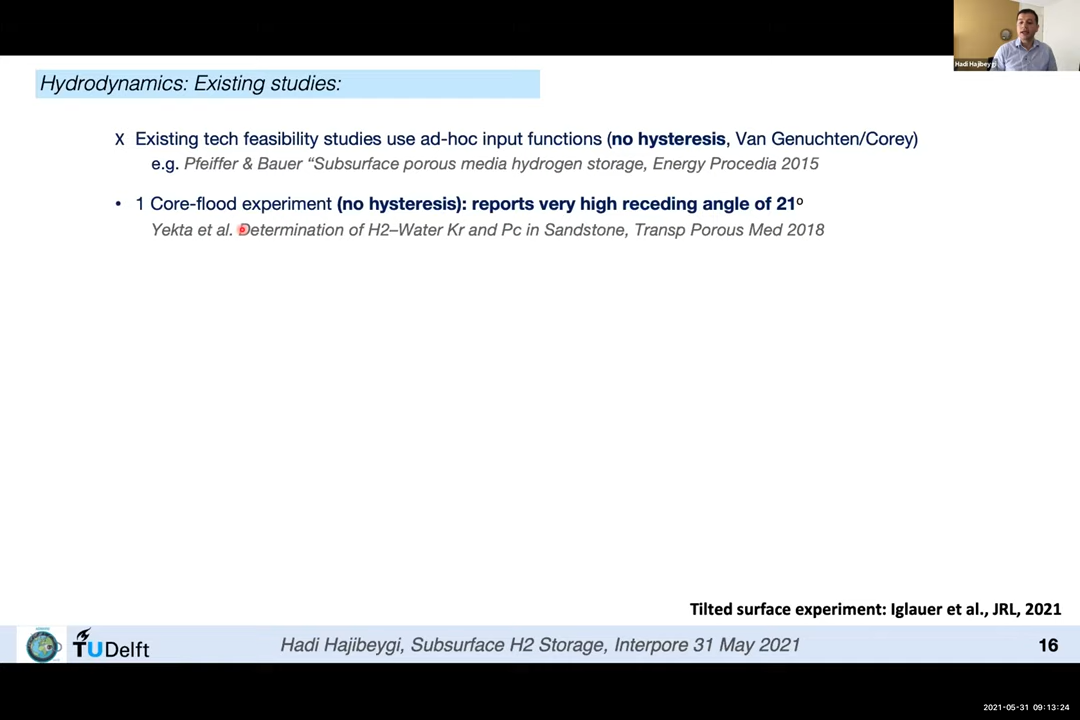 Hadi Hajibeygi
Hydrodynamics: Existing studies:
X Existing tech feasibility studies use ad-hoc input functions (no hysteresis, Van Genuchten/Corey)
e.g. Pfeiffer & Bauer “Subsurface porous media hydrogen storage, Energy Procedia 2015
• 1 Core-flood experiment (no hysteresis): reports very high receding angle of 21º
Yekta et al. Determination of H2–Water Kr and Pc in Sandstone, Transp Porous Med 2018
Tilted surface experiment: Iglauer et al., JRL, 2021
TUDelft
Hadi Hajibeygi, Subsurface H2 Storage, Interpore 31 May 2021
16
2021-05-31 09:13:24